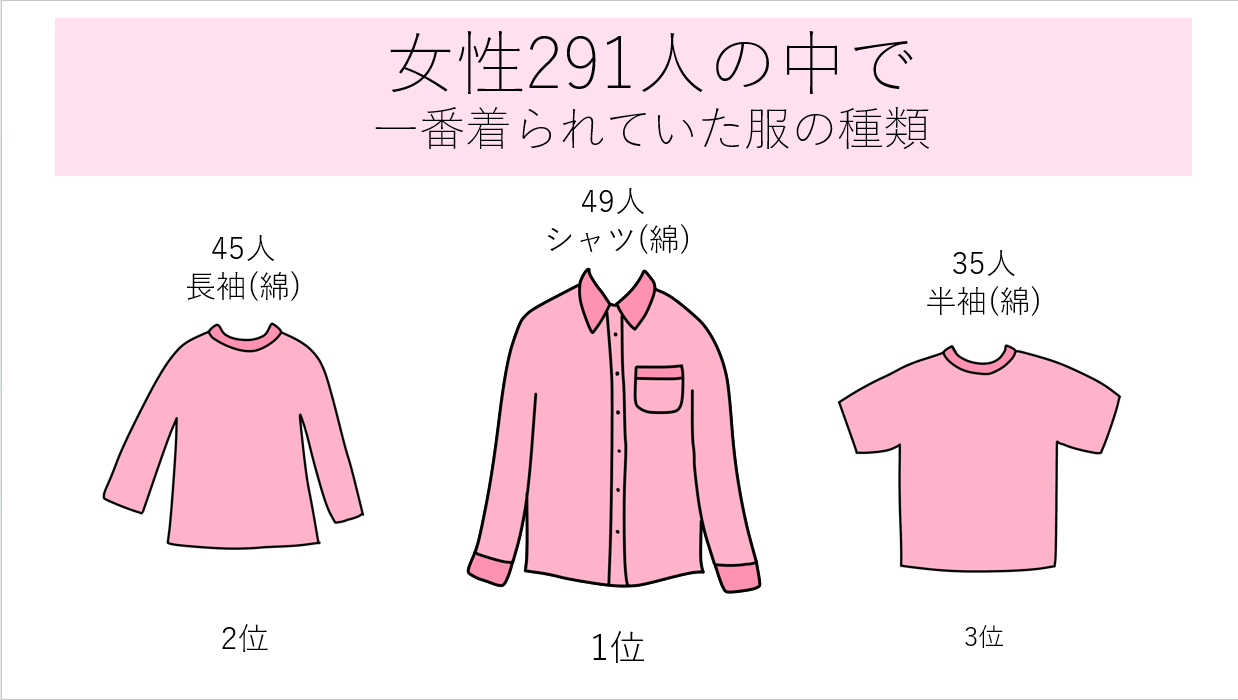 女性291人の中で
一番着られていた服の種類
49人
シャツ(綿)
45人
長袖(綿)
35人
半袖(綿)
2位
1位
3位